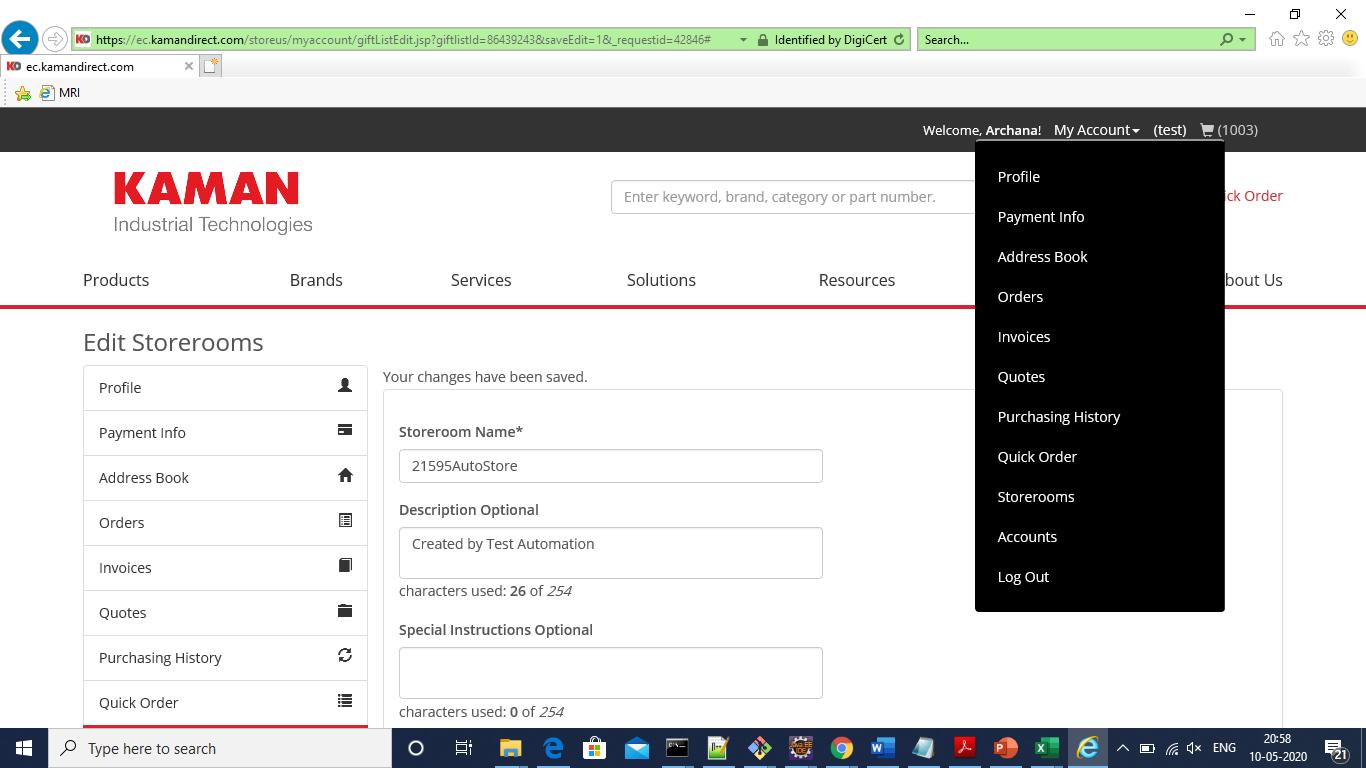 https://ec.kamandirect.com/storeus/myaccount/giftListEdit.jsp?giftlistId=86439243&saveEdit=1&_requestid=42846#
Identified by DigiCert
Search...
ec.kamandirect.com
MRI
Welcome, Archana! My Account (test) (1003)
KAMAN
Industrial Technologies
Enter keyword, brand, category or part number.
ick Order
Products Brands Services Solutions Resources bout Us
Profile
Payment Info
Address Book
Orders
Invoices
Quotes
Purchasing History
Quick Order
Storerooms
Accounts
Log Out
Edit Storerooms
Profile
Payment Info
Address Book
Orders
Invoices
Quotes
Purchasing History
Quick Order
Your changes have been saved.
Storeroom Name*
21595AutoStore
Description Optional
Created by Test Automation
characters used: 26 of 254
Special Instructions Optional
characters used: 0 of 254
Type here to search
ENG
20:58
10-05-2020
21